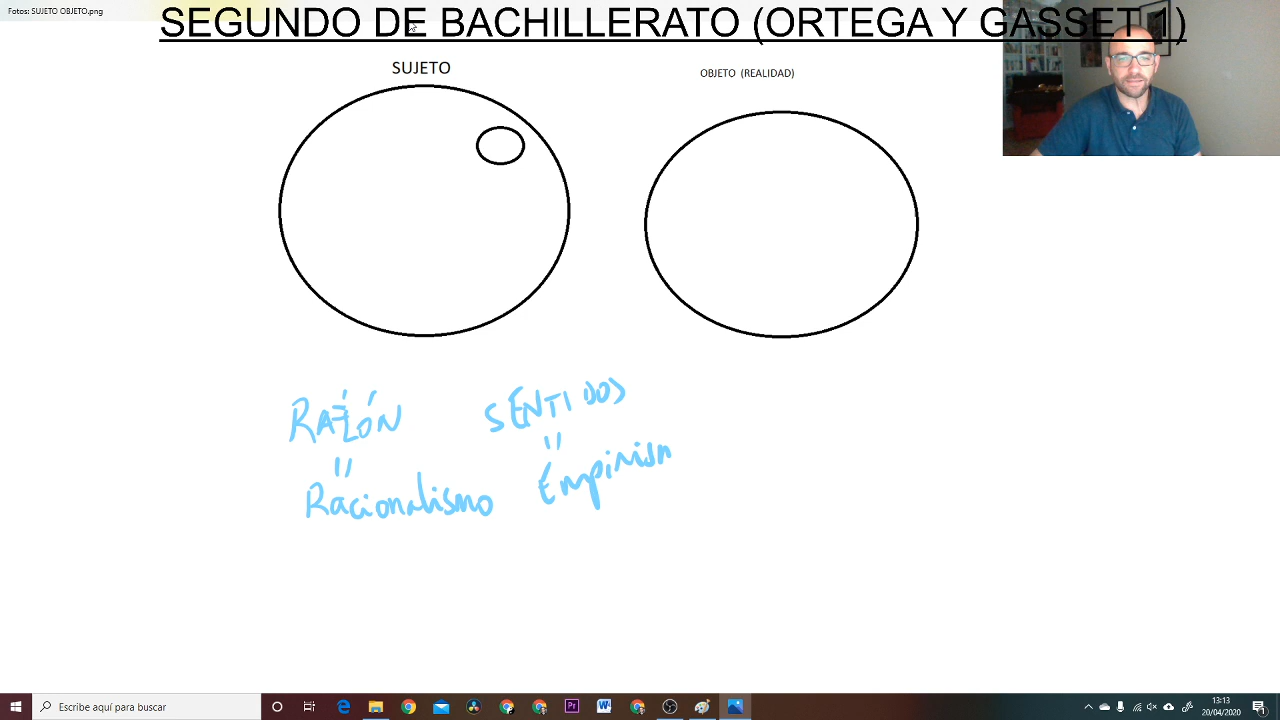 Fotos: SUJETO OBJETO.png
SEGUNDO DE BACHILLERATO (ORTEGA Y GASSET 1)
SUJETO
OBJETO (REALIDAD)
RAZÓN SENTIDOS
Racionalismo Empirism
Escribe aquí para buscar
13:13
20/04/2020